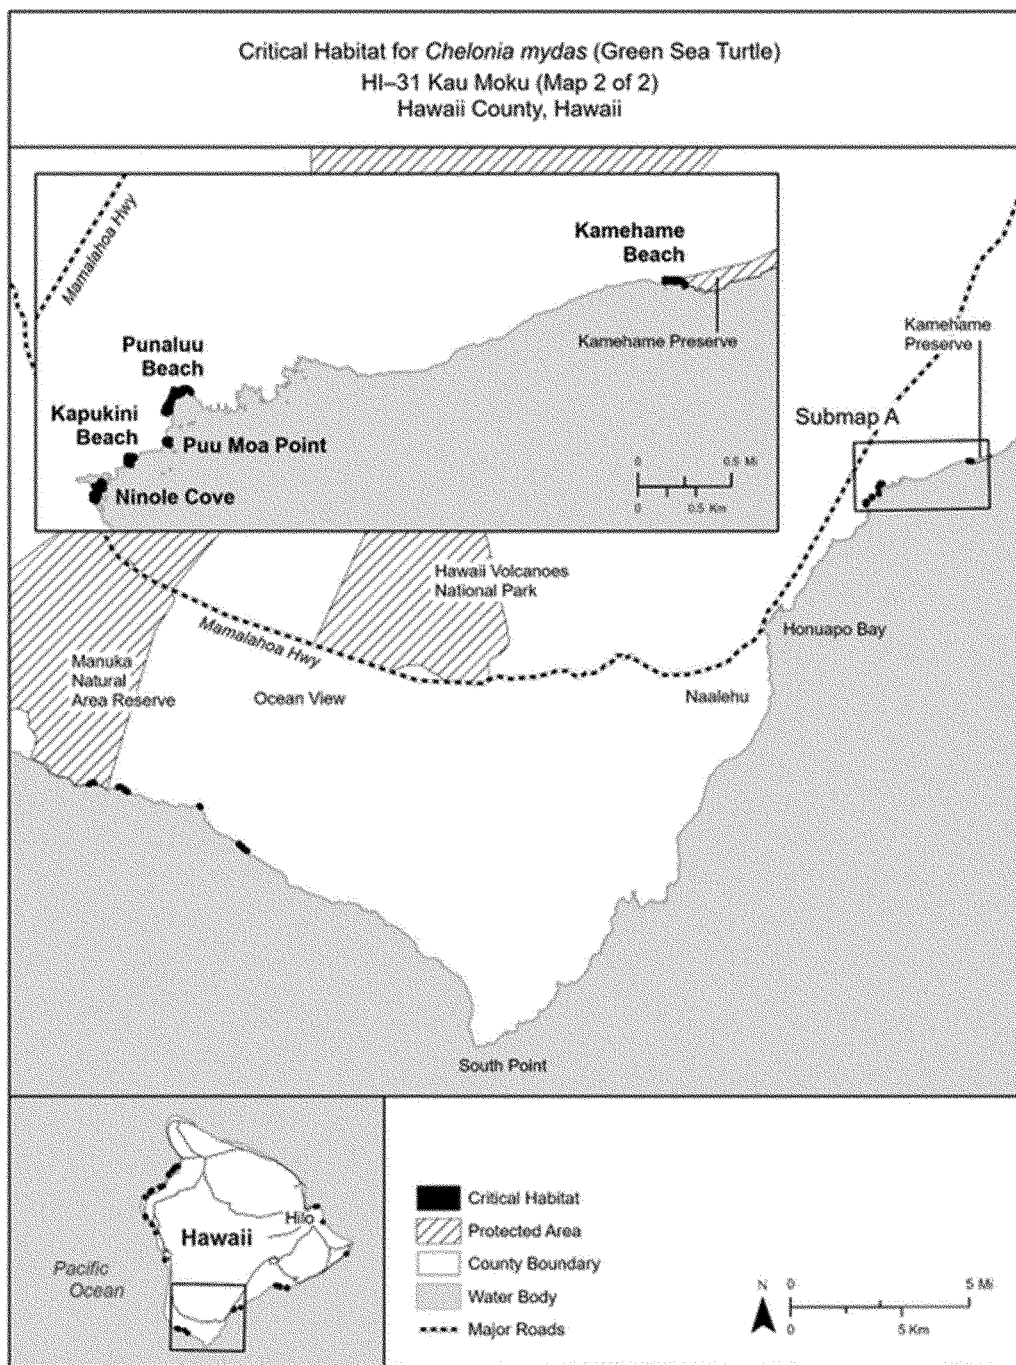 Critical Habitat for Chelonia mydas (Green Sea Turtle)
HI–31 Kau Moku (Map 2 of 2)
Hawaii County, Hawaii
Mamalahoa Hwy
Kamehame
Beach
Kamehame Preserve
Punaluu
Beach
Kapukini
Beach
Puu Moa Point
Ninole Cove
0 0.5 Mi
0 0.5 Km
Kamehame
Preserve
Submap A
Hawaii Volcanoes
National Park
Mamalahoa Hwy
Honuapo Bay
Manuka
Natural
Area Reserve
Ocean View
Naalehu
South Point
Hilo
Hawaii
Pacific
Ocean
Critical Habitat
Protected Area
County Boundary
Water Body
Major Roads
N
0 5 Mi
0 5 Km